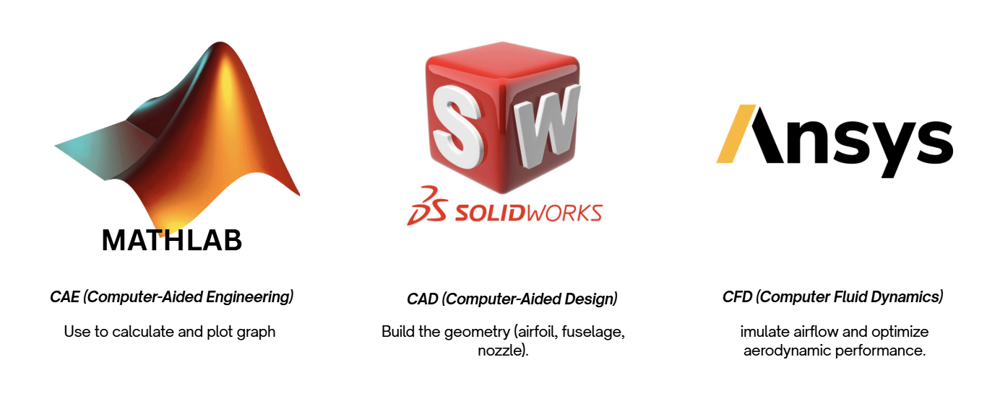 S W
SOLIDWORKS
Ansys
MATHLAB
CAE (Computer-Aided Engineering)
Use to calculate and plot graph
CAD (Computer-Aided Design)
Build the geometry (airfoil, fuselage,
nozzle).
CFD (Computer Fluid Dynamics)
imulate airflow and optimize
aerodynamic performance.